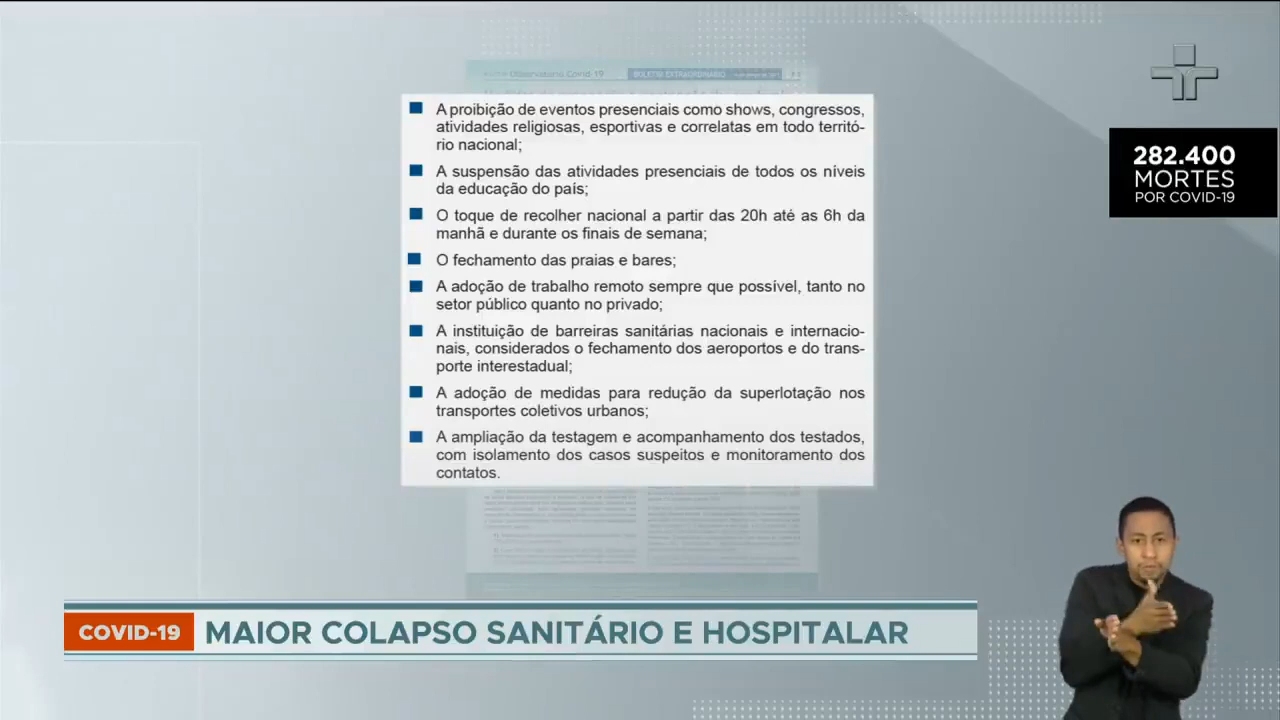 Observatório Covid-19
BOLETIM EXTRAORDINÁRIO
A proibição de eventos presenciais como shows, congressos,
atividades religiosas, esportivas e correlatas em todo territó-
rio nacional;
A suspensão das atividades presenciais de todos os níveis
da educação do país;
O toque de recolher nacional a partir das 20h até as 6h da
manhã e durante os finais de semana;
O fechamento das praias e bares;
A adoção de trabalho remoto sempre que possível, tanto no
setor público quanto no privado;
A instituição de barreiras sanitárias nacionais e internacio-
nais, considerados o fechamento dos aeroportos e do trans-
porte interestadual;
A adoção de medidas para redução da superlotação nos
transportes coletivos urbanos;
A ampliação da testagem e acompanhamento dos testados,
com isolamento dos casos suspeitos e monitoramento dos
contatos.
282.400
MORTES
POR COVID-19
COVID-19 MAIOR COLAPSO SANITÁRIO E HOSPITALAR